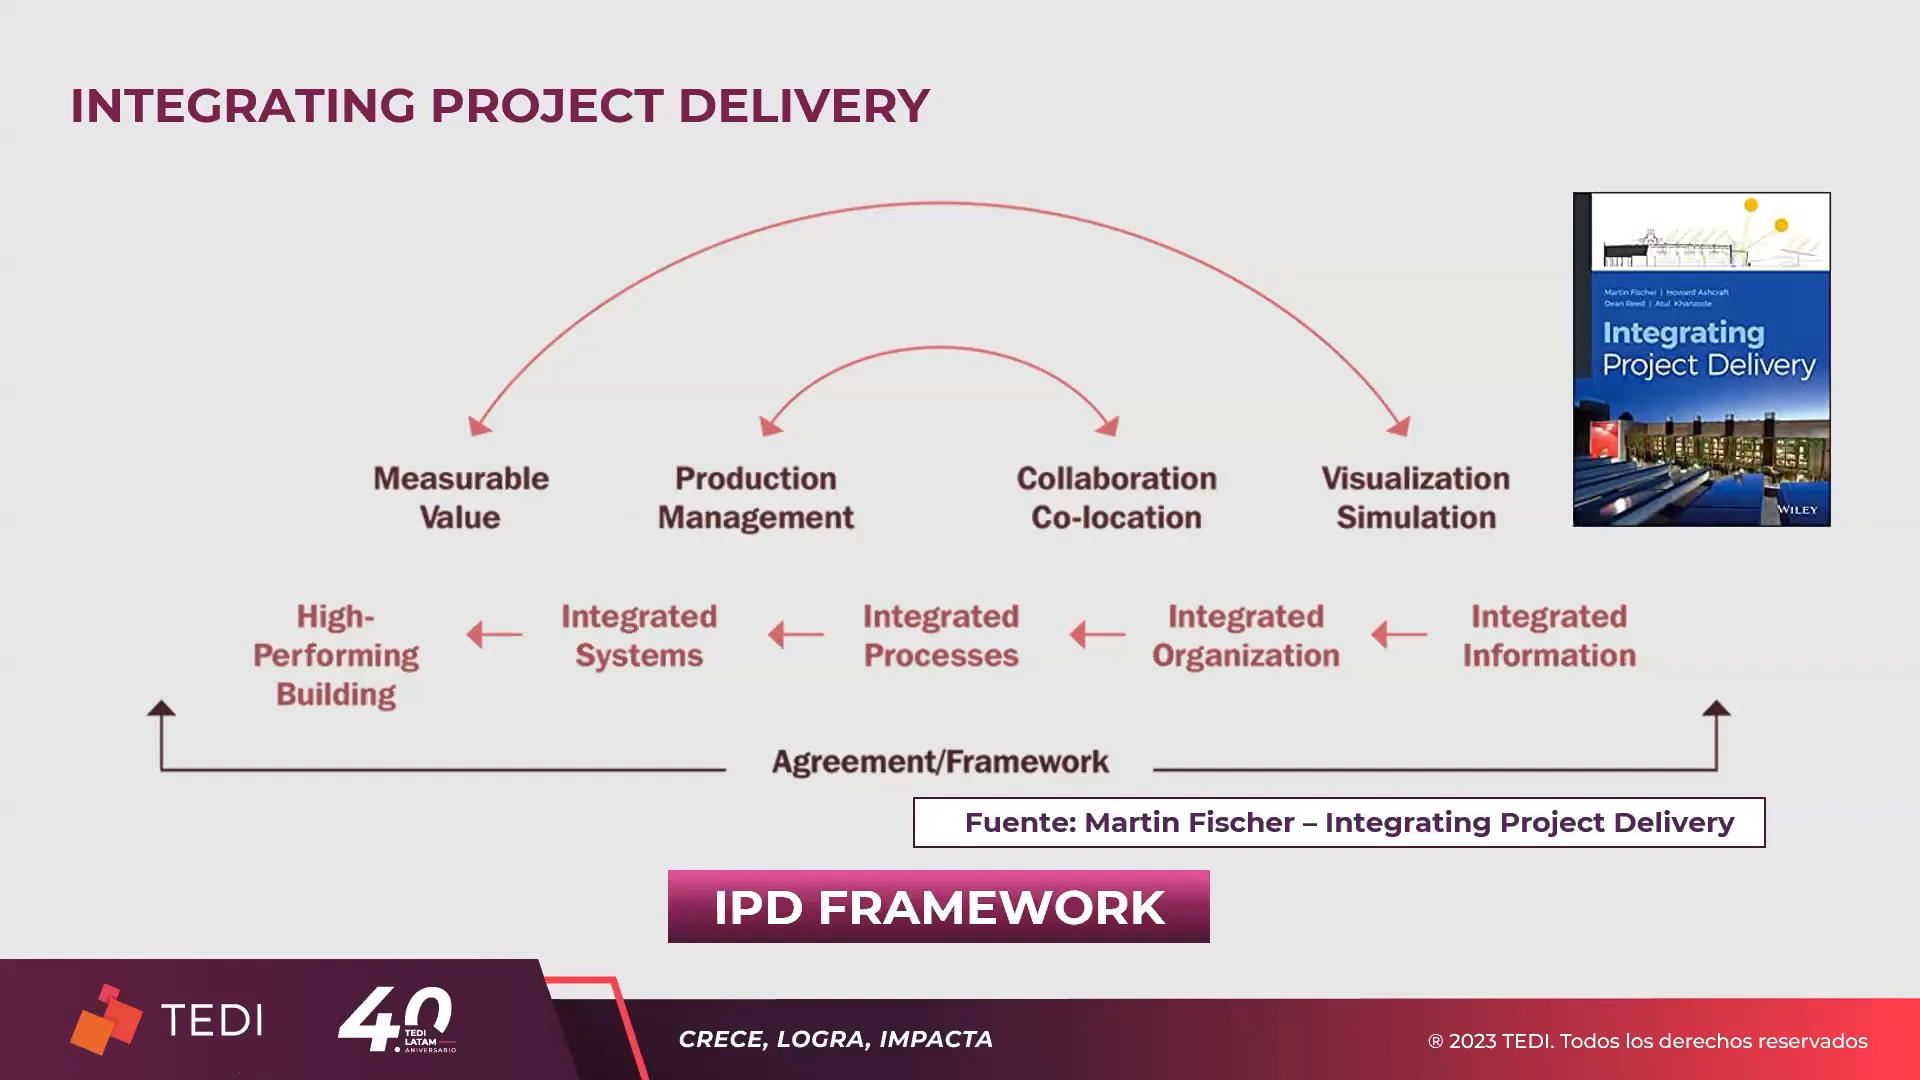 INTEGRATING PROJECT DELIVERY
Martin Fischer | Howard Ashcraft
Dean Reed | Atul Khanzode
Integrating
Project Delivery
WILEY
Measurable
Value
Production
Management
Collaboration
Co-location
Visualization
Simulation
High-
Performing
Building
Integrated
Systems
Integrated
Processes
Integrated
Organization
Integrated
Information
Agreement/Framework
Fuente: Martin Fischer – Integrating Project Delivery
IPD FRAMEWORK
TEDI
4.0
TEDI
LATAM
ANIVERSARIO
CRECE, LOGRA, IMPACTA
® 2023 TEDI. Todos los derechos reservados